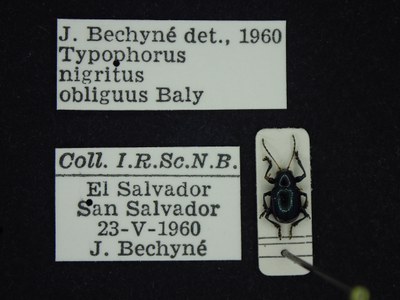 J. Bechyné det., 1960
Typophorus
nigritus
obliguus Baly
Coll. I.R.Sc.N.B.
El Salvador
San Salvador
23-V-1960
J. Bechyné